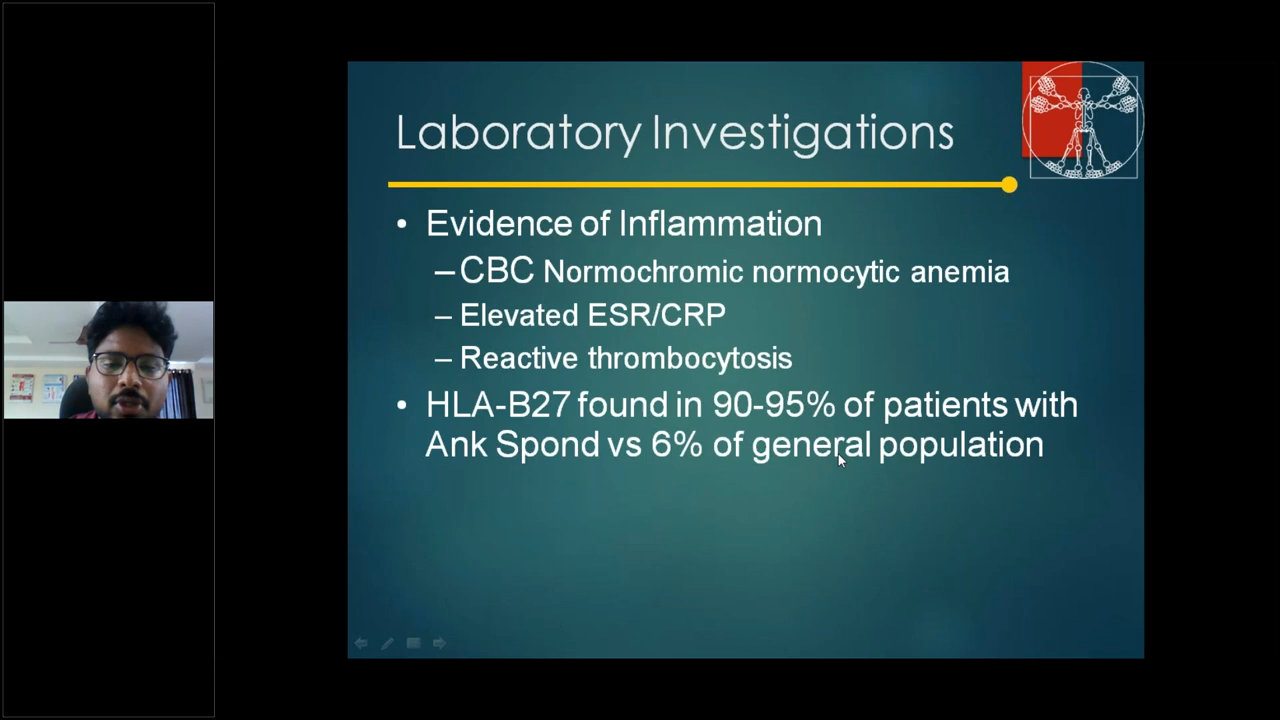 Laboratory Investigations
• Evidence of Inflammation
– CBC Normochromic normocytic anemia
– Elevated ESR/CRP
– Reactive thrombocytosis
• HLA-B27 found in 90-95% of patients with
Ank Spond vs 6% of general population